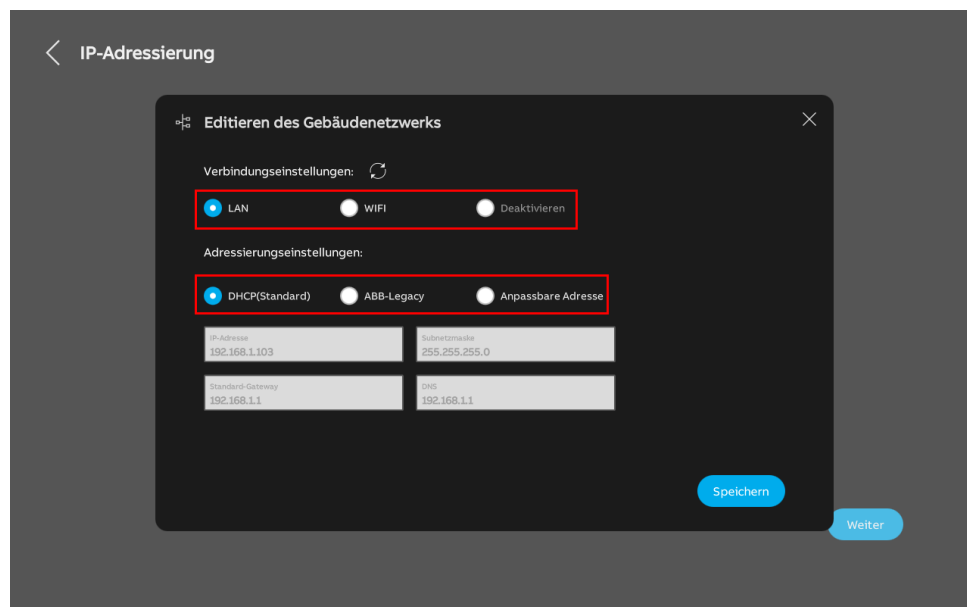 IP-Adressierung
Editieren des Gebäudenetzwerks
Verbindungseinstellungen:
LAN WIFI Deaktivieren
Adressierungseinstellungen:
DHCP(Standard) ABB-Legacy Anpassbare Adresse
IP-Adresse Subnetzmaske
192.168.1.103 255.255.255.0
Standard-Gateway DNS
192.168.1.1 192.168.1.1
Speichern
Weiter